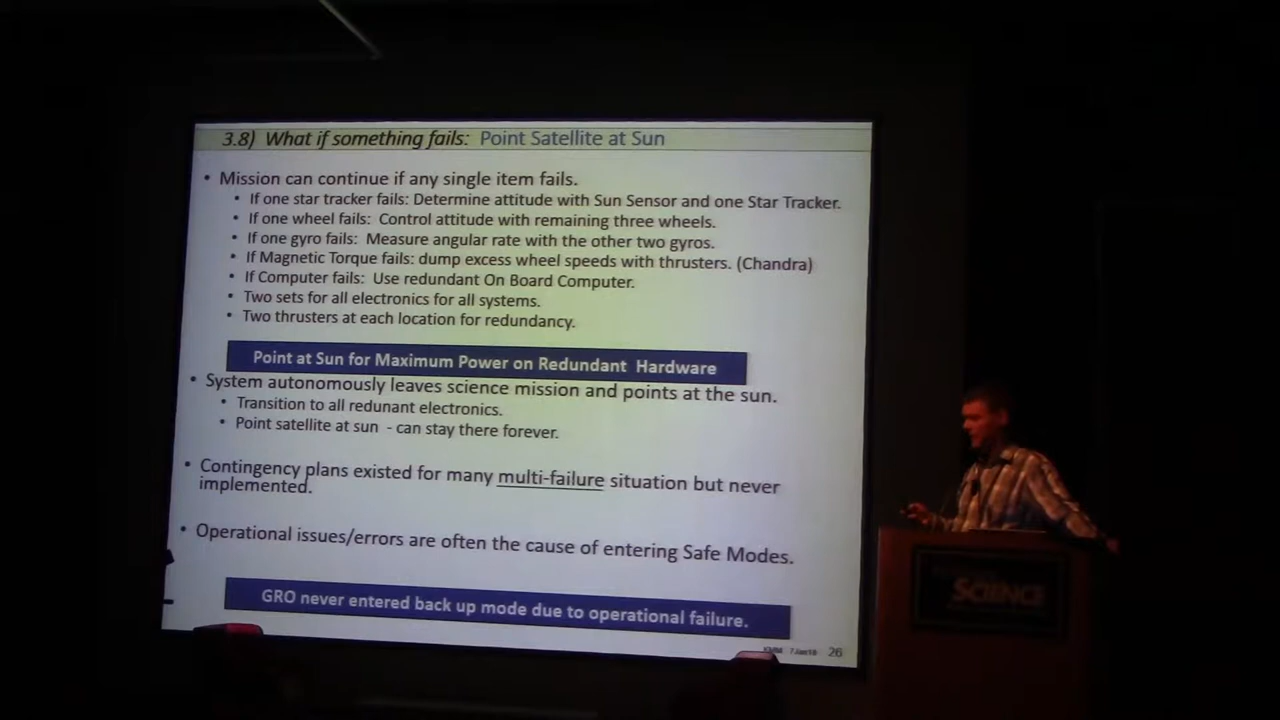 3.8) What if something fails: Point Satellite at Sun
• Mission can continue if any single item fails.
• If one star tracker fails: Determine attitude with Sun Sensor and one Star Tracker.
• If one wheel fails: Control attitude with remaining three wheels.
• If one gyro fails: Measure angular rate with the other two gyros.
• If Magnetic Torque fails: dump excess wheel speeds with thrusters. (Chandra)
• If Computer fails: Use redundant On Board Computer.
• Two sets for all electronics for all systems.
• Two thrusters at each location for redundancy.
Point at Sun for Maximum Power on Redundant Hardware
• System autonomously leaves science mission and points at the sun.
• Transition to all redunant electronics.
• Point satellite at sun - can stay there forever.
• Contingency plans existed for many multi-failure situation but never
implemented.
• Operational issues/errors are often the cause of entering Safe Modes.
GRO never entered back up mode due to operational failure.
26
SCIENCE